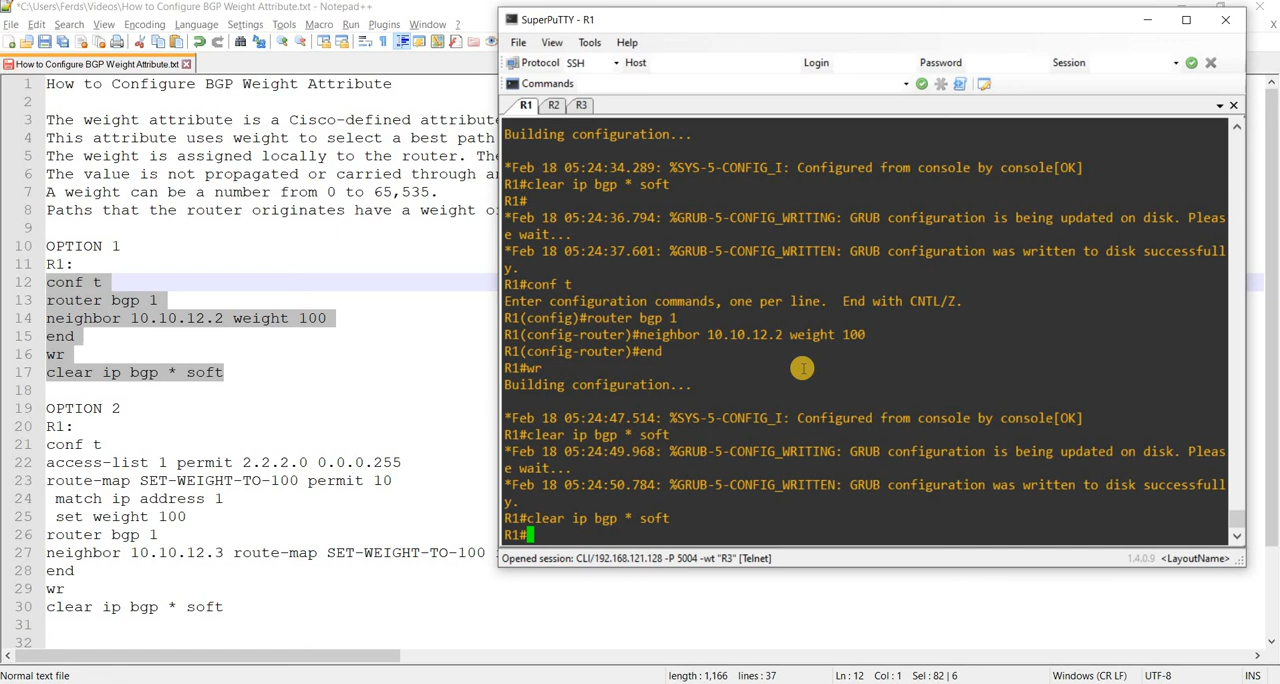 *C:\Users\Ferds\Videos\How to Configure BGP Weight Attribute.txt - Notepad++
File Edit Search View Encoding Language Settings Tools Macro Run Plugins Window ?
How to Configure BGP Weight Attribute.txt
1 How to Configure BGP Weight Attribute
2
3 The weight attribute is a Cisco-defined attribute
4 This attribute uses weight to select a best path
5 The weight is assigned locally to the router. The
6 The value is not propagated or carried through an
7 A weight can be a number from 0 to 65,535.
8 Paths that the router originates have a weight o
9
10 OPTION 1
11 R1:
12 conf t
13 router bgp 1
14 neighbor 10.10.12.2 weight 100
15 end
16 wr
17 clear ip bgp * soft
18
19 OPTION 2
20 R1:
21 conf t
22 access-list 1 permit 2.2.2.0 0.0.0.255
23 route-map SET-WEIGHT-TO-100 permit 10
24 match ip address 1
25 set weight 100
26 router bgp 1
27 neighbor 10.10.12.3 route-map SET-WEIGHT-TO-100
28 end
29 wr
30 clear ip bgp * soft
31
32
Normal text file length : 1,166 lines : 37 Ln : 12 Col : 1 Sel : 82 | 6 Windows (CR LF) UTF-8 INS
SuperPuTTY - R1
File View Tools Help
Protocol SSH Host Login Password Session
Commands
R1 R2 R3
Building configuration...
*Feb 18 05:24:34.289: %SYS-5-CONFIG_I: Configured from console by console[OK]
R1#clear ip bgp * soft
R1#
*Feb 18 05:24:36.794: %GRUB-5-CONFIG_WRITING: GRUB configuration is being updated on disk. Pleas
e wait...
*Feb 18 05:24:37.601: %GRUB-5-CONFIG_WRITTEN: GRUB configuration was written to disk successfull
y.
R1#conf t
Enter configuration commands, one per line. End with CNTL/Z.
R1(config)#router bgp 1
R1(config-router)#neighbor 10.10.12.2 weight 100
R1(config-router)#end
R1#wr
Building configuration...
*Feb 18 05:24:47.514: %SYS-5-CONFIG_I: Configured from console by console[OK]
R1#clear ip bgp * soft
*Feb 18 05:24:49.968: %GRUB-5-CONFIG_WRITING: GRUB configuration is being updated on disk. Pleas
e wait...
*Feb 18 05:24:50.784: %GRUB-5-CONFIG_WRITTEN: GRUB configuration was written to disk successfull
y.
R1#clear ip bgp * soft
R1#
Opened session: CLI/192.168.121.128 -P 5004 -wt "R3" [Telnet] 1.4.0.9 <LayoutName>